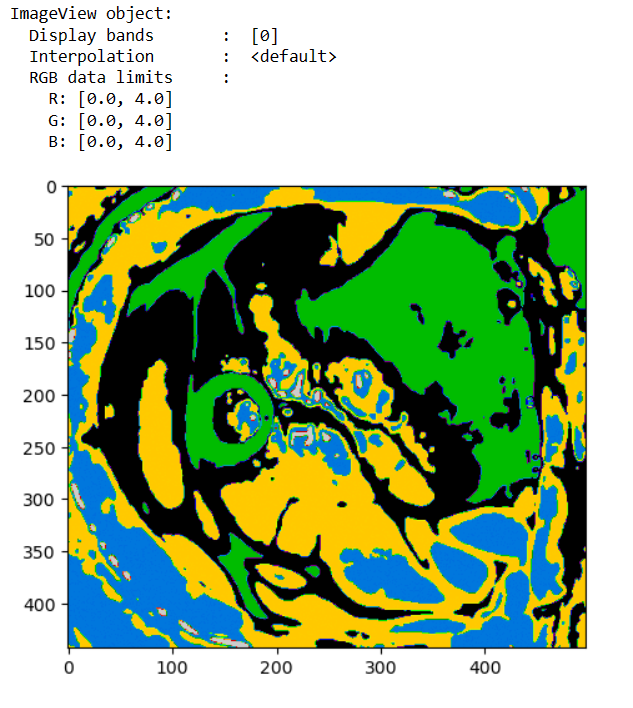 ImageView object:
Display bands : [0]
Interpolation : <default>
RGB data limits :
R: [0.0, 4.0]
G: [0.0, 4.0]
B: [0.0, 4.0]
0
50
100
150
200
250
300
350
400
0 100 200 300 400